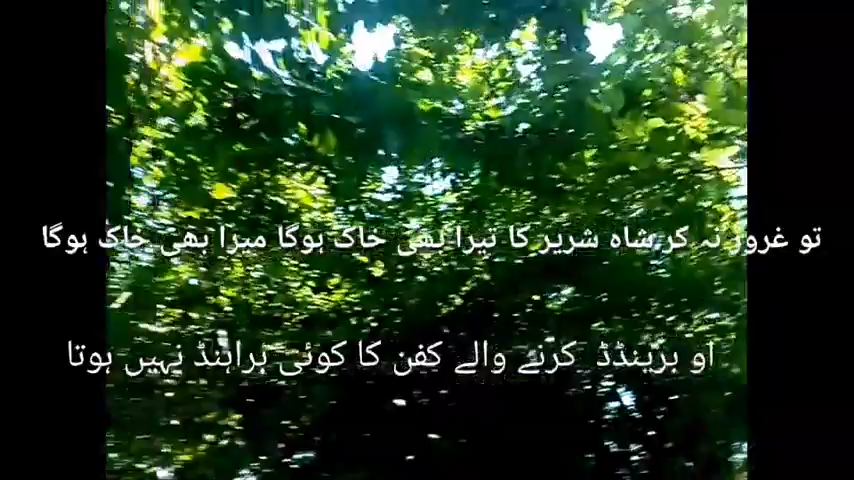 تو غرور نہ کر شاہ شریر کا تیرا بھی خاک ہوگا میرا بھی خاک ہوگا
او برینڈڈ کرنے والے کفن کا کوئی براہنڈ نہیں ہوتا